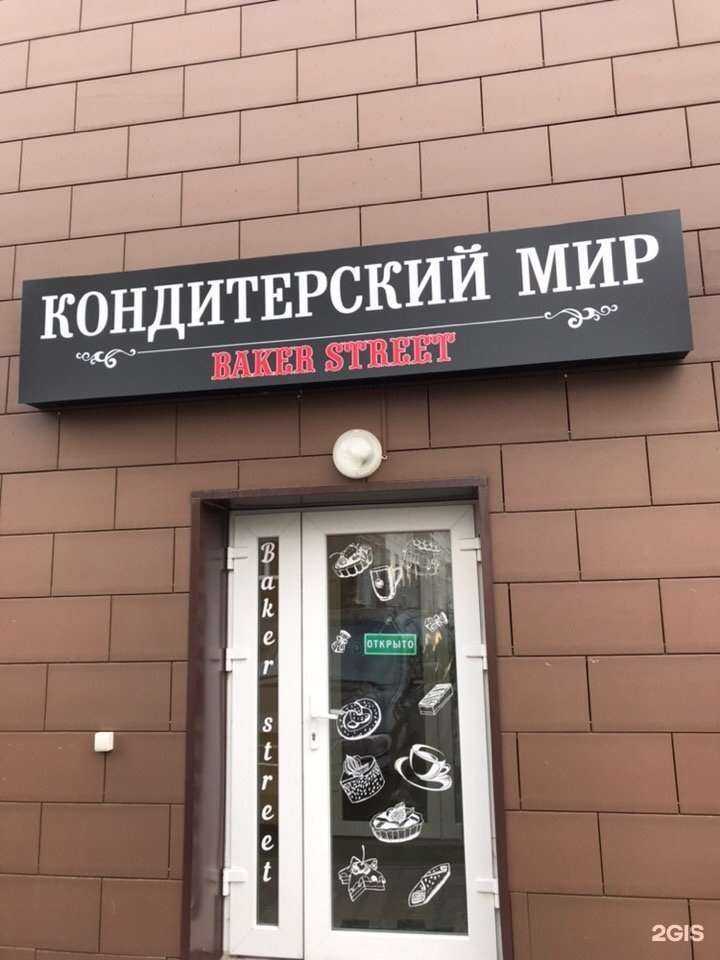 КОНДИТЕРСКИЙ МИР
BAKER STREET
Baker street
ОТКРЫТО
2GIS